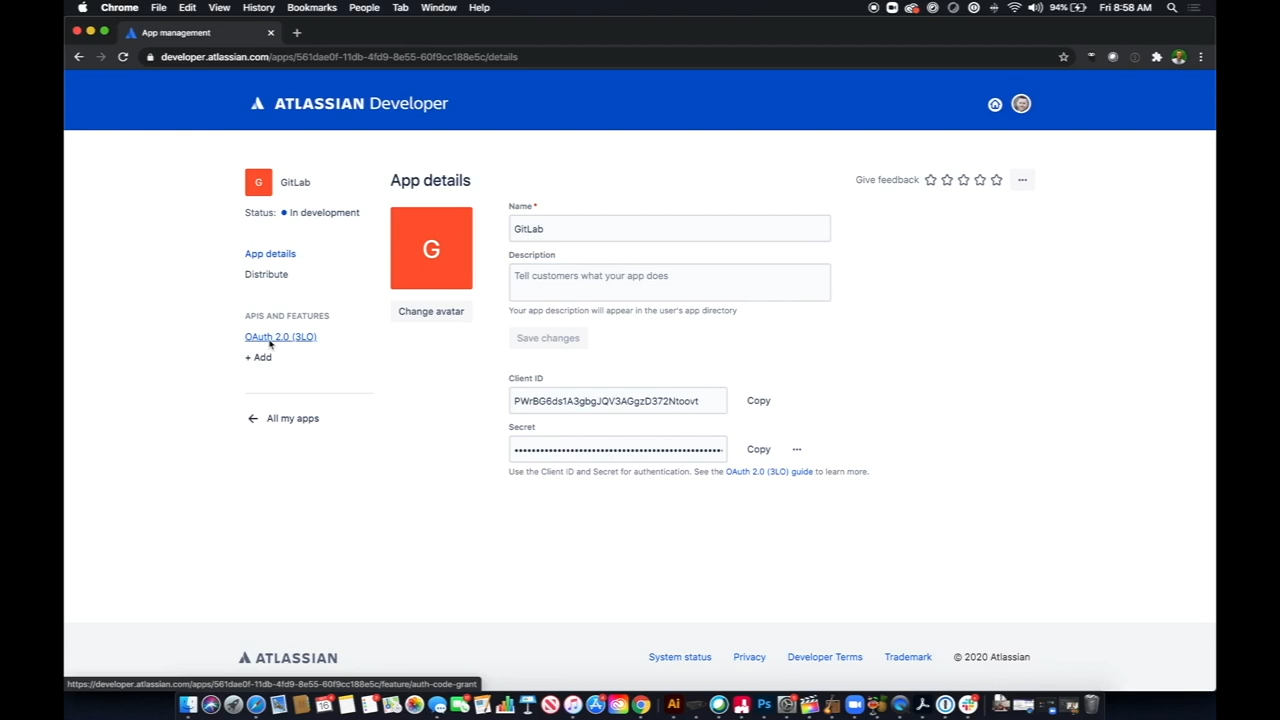 Chrome File Edit View History Bookmarks People Tab Window Help 94% Fri 8:58 AM
App management
developer.atlassian.com/apps/561dae0f-11db-4fd9-8e55-60f9cc188e5c/details
ATLASSIAN Developer
G GitLab
App details
Give feedback
Status: In development
Name*
GitLab
App details
Description
Distribute
G
Tell customers what your app does
Your app description will appear in the user's app directory
Change avatar
APIS AND FEATURES
OAuth 2.0 (3LO)
Save changes
+ Add
Client ID
PWrBG6ds1A3gbgJQV3AGgzD372Ntoovt Copy
All my apps
Secret
Copy
Use the Client ID and Secret for authentication. See the OAuth 2.0 (3LO) guide to learn more.
ATLASSIAN
System status Privacy Developer Terms Trademark © 2020 Atlassian
https://developer.atlassian.com/apps/561dae0f-11db-4fd9-8e55-60f9cc188e5c/feature/auth-code-grant
16
Ai
Ps